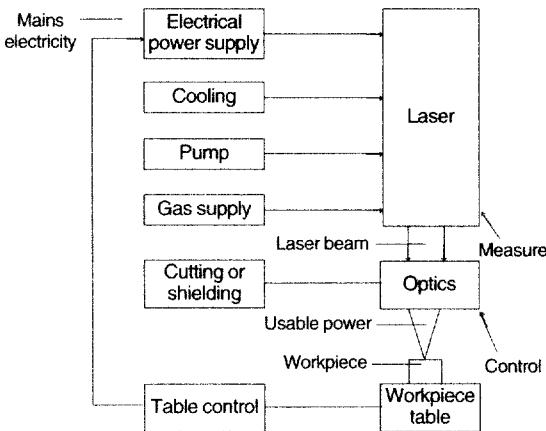 Mains
electricity
Electrical
power supply
Cooling
Pump
Gas supply
Laser
Laser beam
Measure
Cutting or
shielding
Optics
Usable power
Control
Workpiece
Table control
Workpiece
table